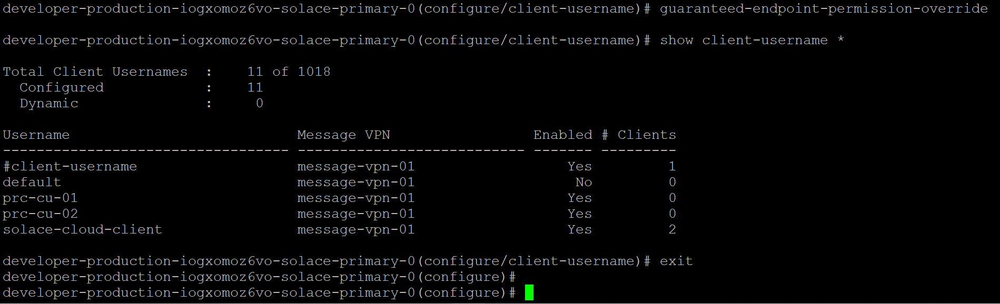 developer-production-iogxomoz6vo-solace-primary-0(configure/client-username)# guaranteed-endpoint-permission-override
developer-production-iogxomoz6vo-solace-primary-0(configure/client-username)# show client-username *
Total Client Usernames  :    11 of 1018
  Configured            :    11
  Dynamic               :     0
Username                           Message VPN                 Enabled # Clients
---------------------------------- --------------------------- ------- ---------
#client-username                   message-vpn-01                  Yes         1
default                            message-vpn-01                   No         0
prc-cu-01                          message-vpn-01                  Yes         0
prc-cu-02                          message-vpn-01                  Yes         0
solace-cloud-client                message-vpn-01                  Yes         2
developer-production-iogxomoz6vo-solace-primary-0(configure/client-username)# exit
developer-production-iogxomoz6vo-solace-primary-0(configure)#
developer-production-iogxomoz6vo-solace-primary-0(configure)#